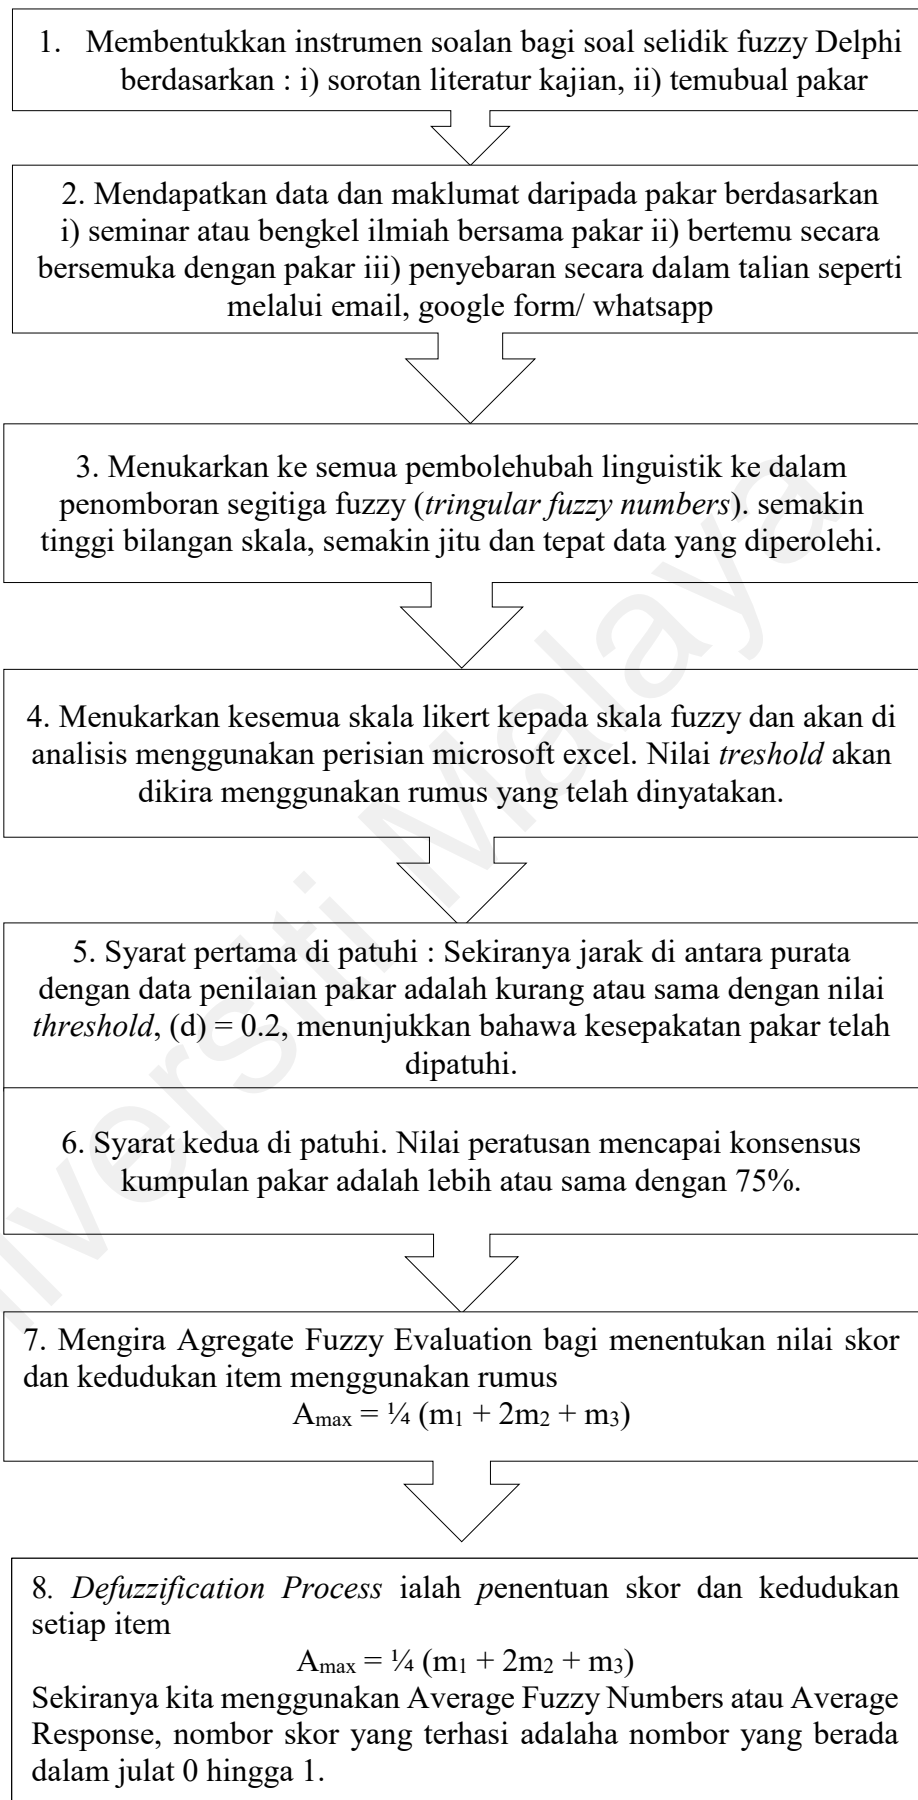 1. Membentukkan instrumen soalan bagi soal selidik fuzzy Delphi
berdasarkan : i) sorotan literatur kajian, ii) temubual pakar
2. Mendapatkan data dan maklumat daripada pakar berdasarkan
i) seminar atau bengkel ilmiah bersama pakar ii) bertemu secara
bersemuka dengan pakar iii) penyebaran secara dalam talian seperti
melalui email, google form/ whatsapp
3. Menukarkan ke semua pembolehubah linguistik ke dalam
penomboran segitiga fuzzy (tringular fuzzy numbers). semakin
tinggi bilangan skala, semakin jitu dan tepat data yang diperolehi.
4. Menukarkan kesemua skala likert kepada skala fuzzy dan akan di
analisis menggunakan perisian microsoft excel. Nilai treshold akan
dikira menggunakan rumus yang telah dinyatakan.
5. Syarat pertama di patuhi : Sekiranya jarak di antara purata
dengan data penilaian pakar adalah kurang atau sama dengan nilai
threshold, (d) = 0.2, menunjukkan bahawa kesepakatan pakar telah
dipatuhi.
6. Syarat kedua di patuhi. Nilai peratusan mencapai konsensus
kumpulan pakar adalah lebih atau sama dengan 75%.
7. Mengira Agregate Fuzzy Evaluation bagi menentukan nilai skor
dan kedudukan item menggunakan rumus
Amax = ¼ (m1 + 2m2 + m3)
8. Defuzzification Process ialah penentuan skor dan kedudukan
setiap item
Amax = ¼ (m1 + 2m2 + m3)
Sekiranya kita menggunakan Average Fuzzy Numbers atau Average
Response, nombor skor yang terhasi adalaha nombor yang berada
dalam julat 0 hingga 1.